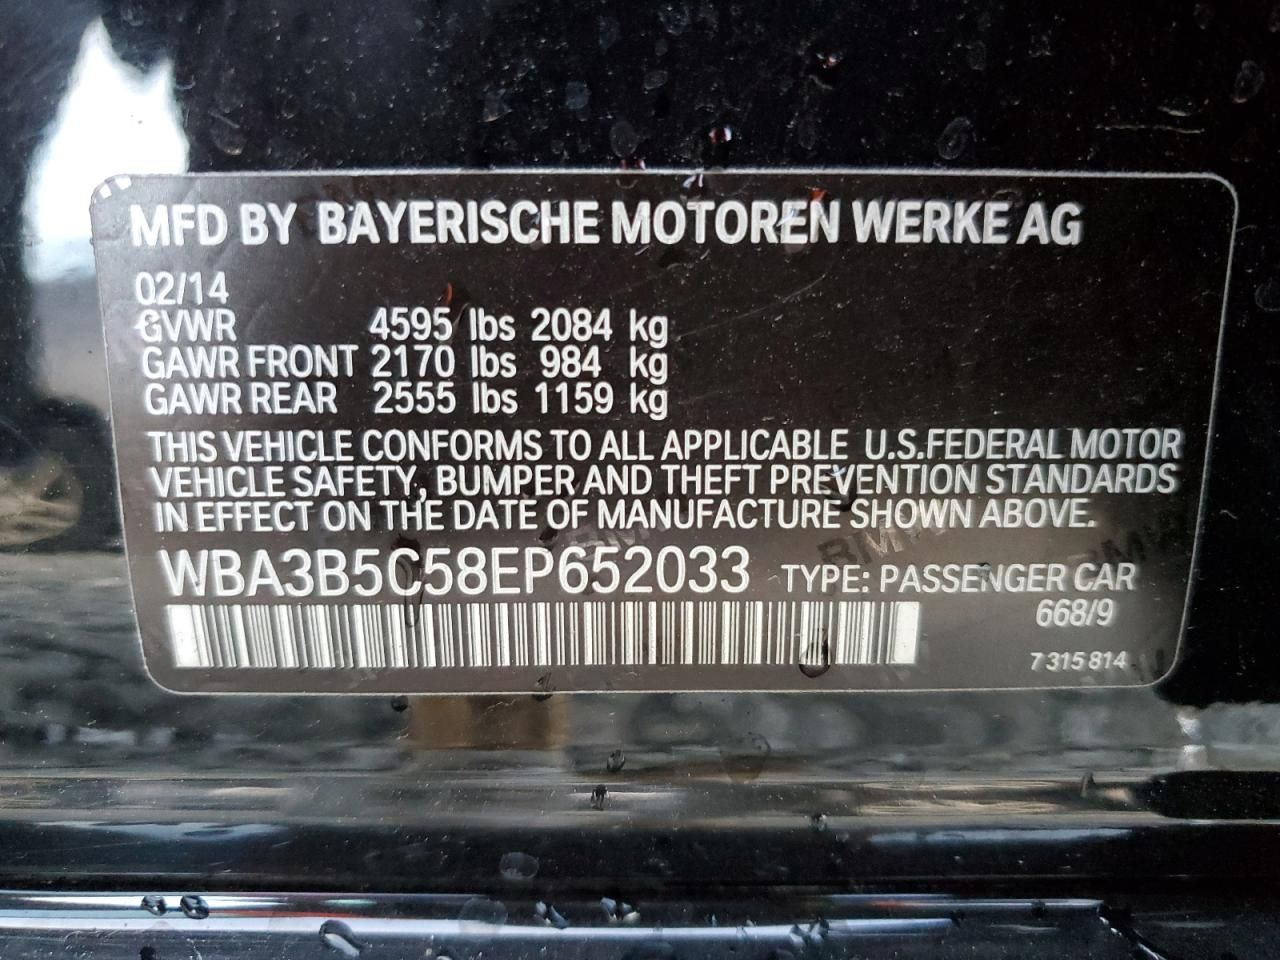 MFD BY BAYERISCHE MOTOREN WERKE AG
02/14
GVWR 4595 lbs 2084 kg
GAWR FRONT 2170 lbs 984 kg
GAWR REAR 2555 lbs 1159 kg
THIS VEHICLE CONFORMS TO ALL APPLICABLE U.S.FEDERAL MOTOR
VEHICLE SAFETY, BUMPER AND THEFT PREVENTION STANDARDS
IN EFFECT ON THE DATE OF MANUFACTURE SHOWN ABOVE.
WBA3B5C58EP652033 TYPE: PASSENGER CAR
668/9
7 315 814